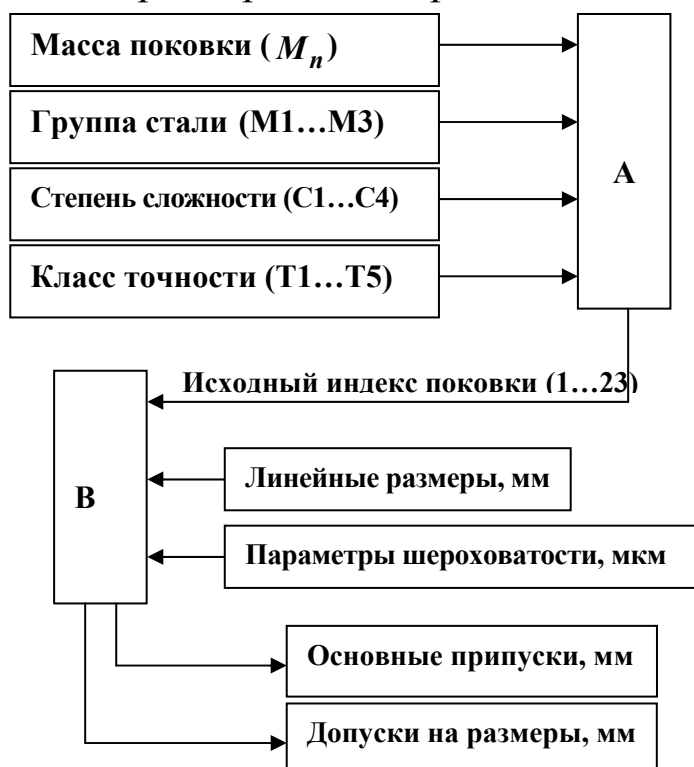 Масса поковки (Mп)
Группа стали (М1…М3)
Степень сложности (С1…С4)
Класс точности (Т1…Т5)
А
Исходный индекс поковки (1…23)
В
Линейные размеры, мм
Параметры шероховатости, мкм
Основные припуски, мм
Допуски на размеры, мм